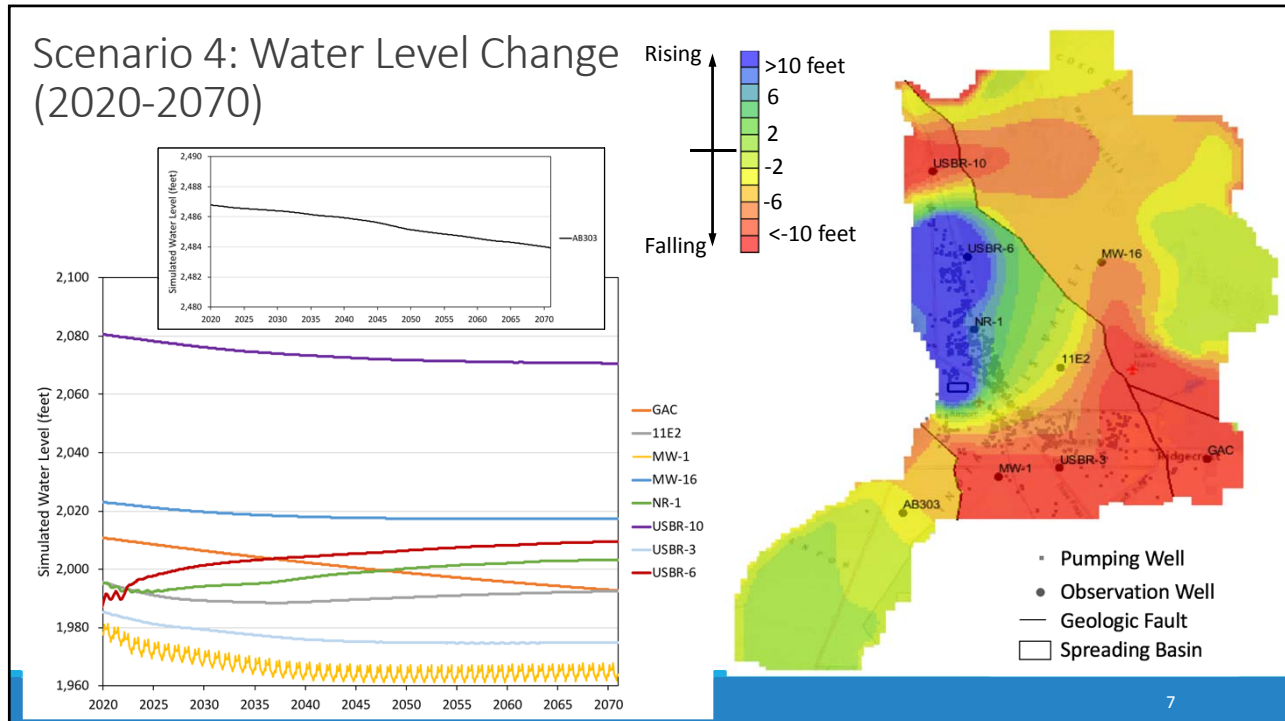 Scenario 4: Water Level Change
(2020-2070)
Rising
Falling
>10 feet
6
2
-2
-6
<-10 feet
Simulated Water Level (feet)
2,490
2,488
2,486
2,484
2,482
2,480
2020 2025 2030 2035 2040 2045 2050 2055 2060 2065 2070
AB303
Simulated Water Level (feet)
2,100
2,080
2,060
2,040
2,020
2,000
1,980
1,960
2020 2025 2030 2035 2040 2045 2050 2055 2060 2065 2070
GAC
11E2
MW-1
MW-16
NR-1
USBR-10
USBR-3
USBR-6
USBR-10
USBR-6
MW-16
NR-1
11E2
VALLEY
USBR-3
GAC
MW-1
AB303
Pumping Well
Observation Well
Geologic Fault
Spreading Basin
7